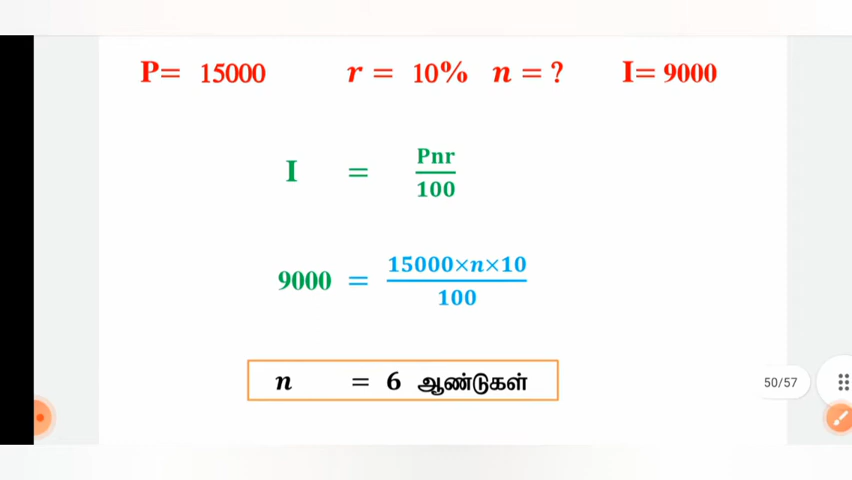 P= 15000 r = 10% n = ? I= 9000
I = Pnr/100
9000 = 15000×n×10/100
n = 6 ஆண்டுகள்
50/57